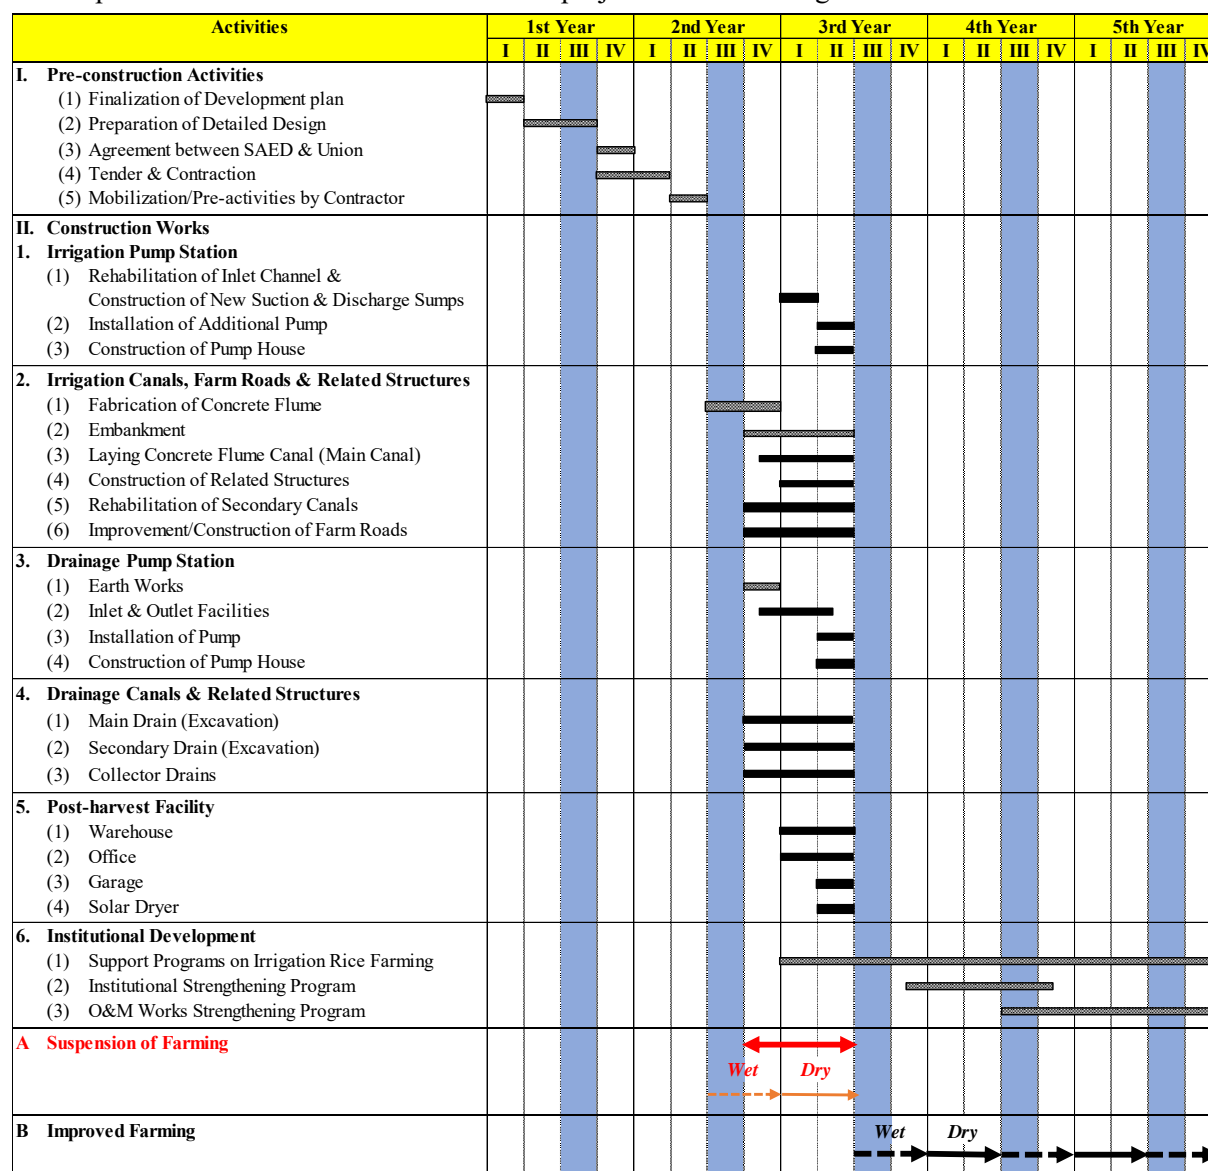 Activities 1st Year 2nd Year 3rd Year 4th Year 5th Year
I II III IV I II III IV I II III IV I II III IV I II III IV
I. Pre-construction Activities
(1) Finalization of Development plan
(2) Preparation of Detailed Design
(3) Agreement between SAED & Union
(4) Tender & Contraction
(5) Mobilization/Pre-activities by Contractor
II. Construction Works
1. Irrigation Pump Station
(1) Rehabilitation of Inlet Channel &
Construction of New Suction & Discharge Sumps
(2) Installation of Additional Pump
(3) Construction of Pump House
2. Irrigation Canals, Farm Roads & Related Structures
(1) Fabrication of Concrete Flume
(2) Embankment
(3) Laying Concrete Flume Canal (Main Canal)
(4) Construction of Related Structures
(5) Rehabilitation of Secondary Canals
(6) Improvement/Construction of Farm Roads
3. Drainage Pump Station
(1) Earth Works
(2) Inlet & Outlet Facilities
(3) Installation of Pump
(4) Construction of Pump House
4. Drainage Canals & Related Structures
(1) Main Drain (Excavation)
(2) Secondary Drain (Excavation)
(3) Collector Drains
5. Post-harvest Facility
(1) Warehouse
(2) Office
(3) Garage
(4) Solar Dryer
6. Institutional Development
(1) Support Programs on Irrigation Rice Farming
(2) Institutional Strengthening Program
(3) O&M Works Strengthening Program
A Suspension of Farming
Wet Dry
B Improved Farming Wet Dry